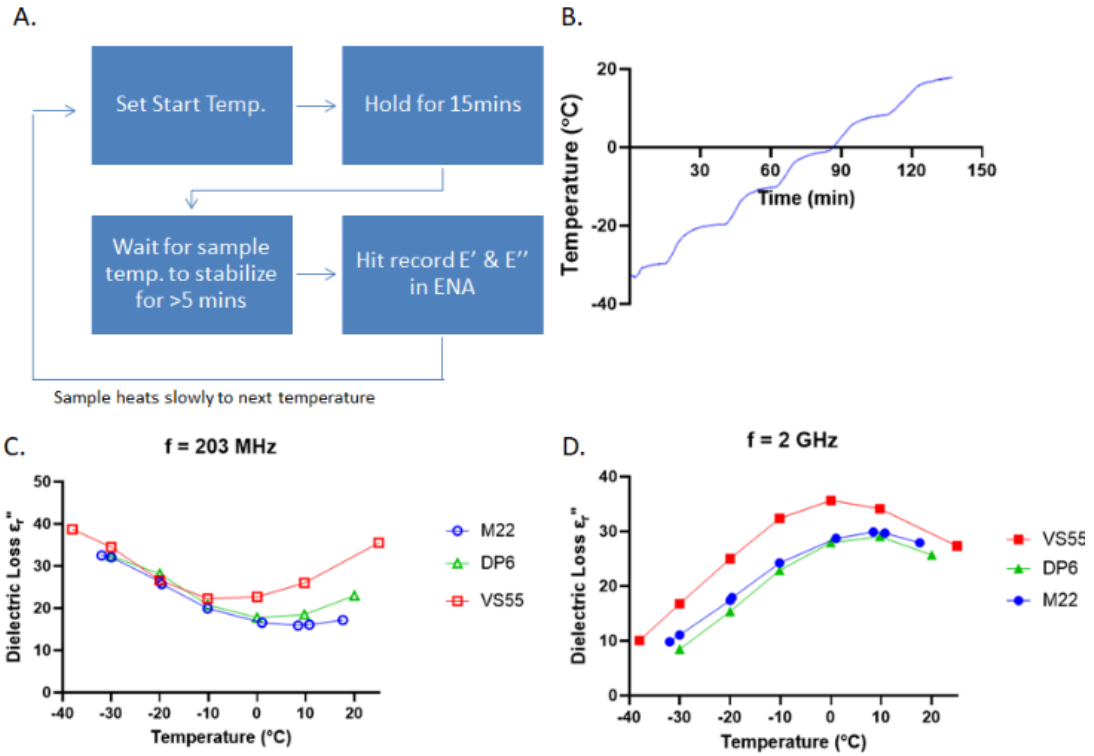 A.
Set Start Temp.
Hold for 15mins
Wait for sample
temp. to stabilize
for >5 mins
Hit record E’ & E’’
in ENA
Sample heats slowly to next temperature
B.
Temperature (°C)
20
0
-20
-40
30
60
90
120
150
Time (min)
C.
f = 203 MHz
Dielectric Loss εr"
50
40
30
20
10
0
-40
-30
-20
-10
0
10
20
Temperature (°C)
M22
DP6
VS55
D.
f = 2 GHz
Dielectric Loss εr"
40
30
20
10
0
-40
-30
-20
-10
0
10
20
Temperature (°C)
VS55
DP6
M22